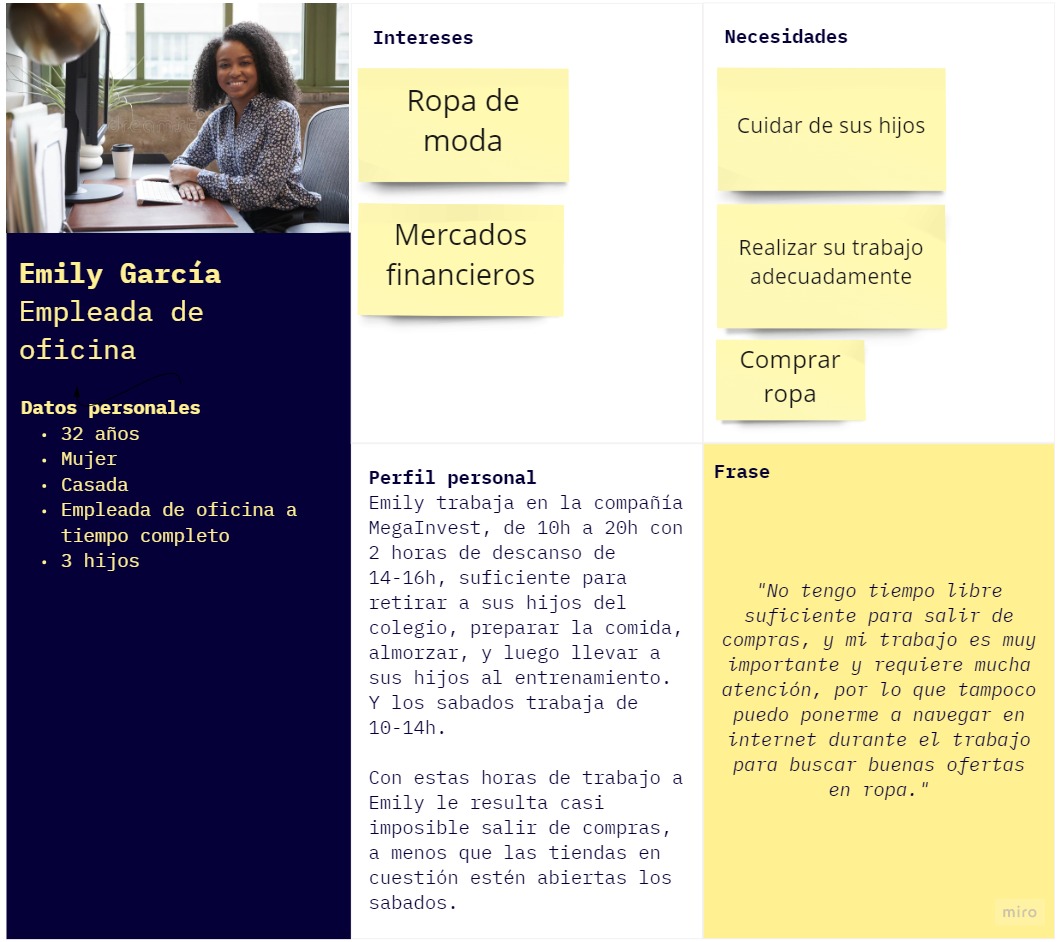 Emily García
Empleada de
oficina
Datos personales
• 32 años
• Mujer
• Casada
• Empleada de oficina a
tiempo completo
• 3 hijos
Intereses
Ropa de
moda
Mercados
financieros
Necesidades
Cuidar de sus hijos
Realizar su trabajo
adecuadamente
Comprar
ropa
Perfil personal
Emily trabaja en la compañía
MegaInvest, de 10h a 20h con
2 horas de descanso de
14-16h, suficiente para
retirar a sus hijos del
colegio, preparar la comida,
almorzar, y luego llevar a
sus hijos al entrenamiento.
Y los sabados trabaja de
10-14h.
Con estas horas de trabajo a
Emily le resulta casi
imposible salir de compras,
a menos que las tiendas en
cuestión estén abiertas los
sabados.
Frase
"No tengo tiempo libre
suficiente para salir de
compras, y mi trabajo es muy
importante y requiere mucha
atención, por lo que tampoco
puedo ponerme a navegar en
internet durante el trabajo
para buscar buenas ofertas
en ropa."
miro